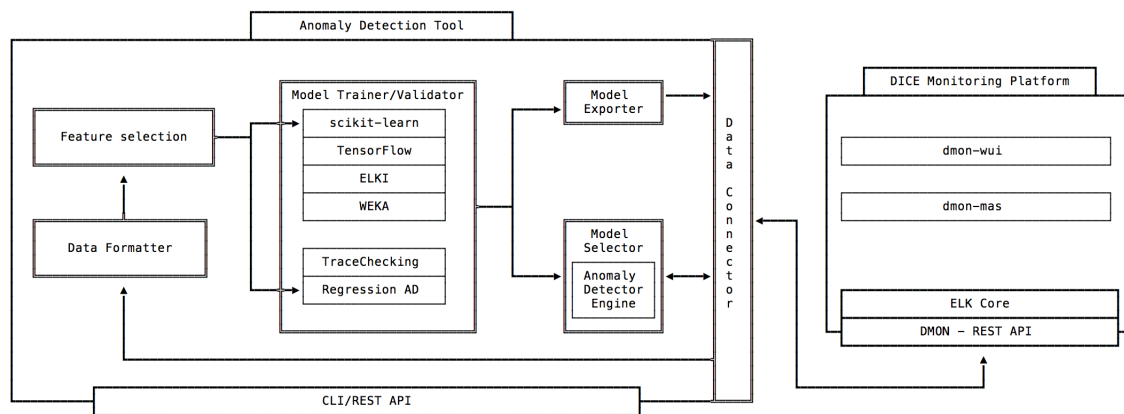 Anomaly Detection Tool
Model Trainer/Validator
scikit-learn
TensorFlow
ELKI
WEKA
TraceChecking
Regression AD
Feature selection
Data Formatter
Model
Exporter
Model
Selector
Anomaly
Detector
Engine
Data Connector
CLI/REST API
DICE Monitoring Platform
dmon-wui
dmon-mas
ELK Core
DMON - REST API